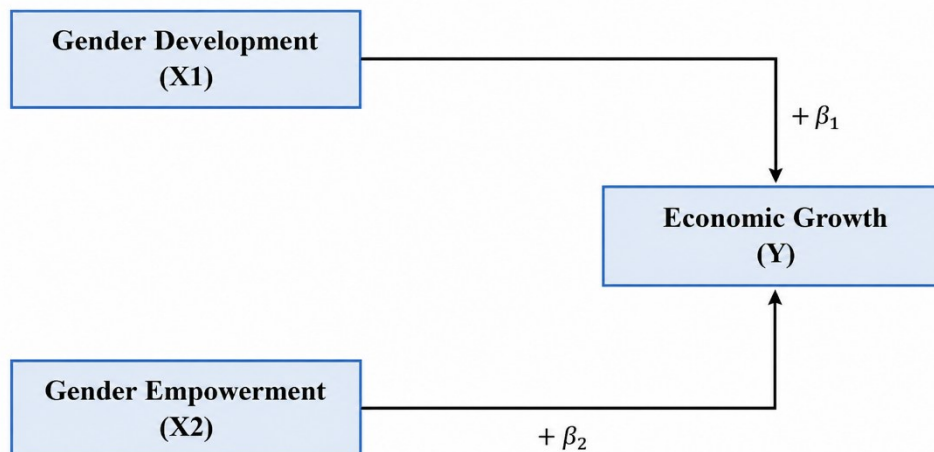 Gender Development
(X1)
+ β₁
Economic Growth
(Y)
Gender Empowerment
(X2)
+ β₂